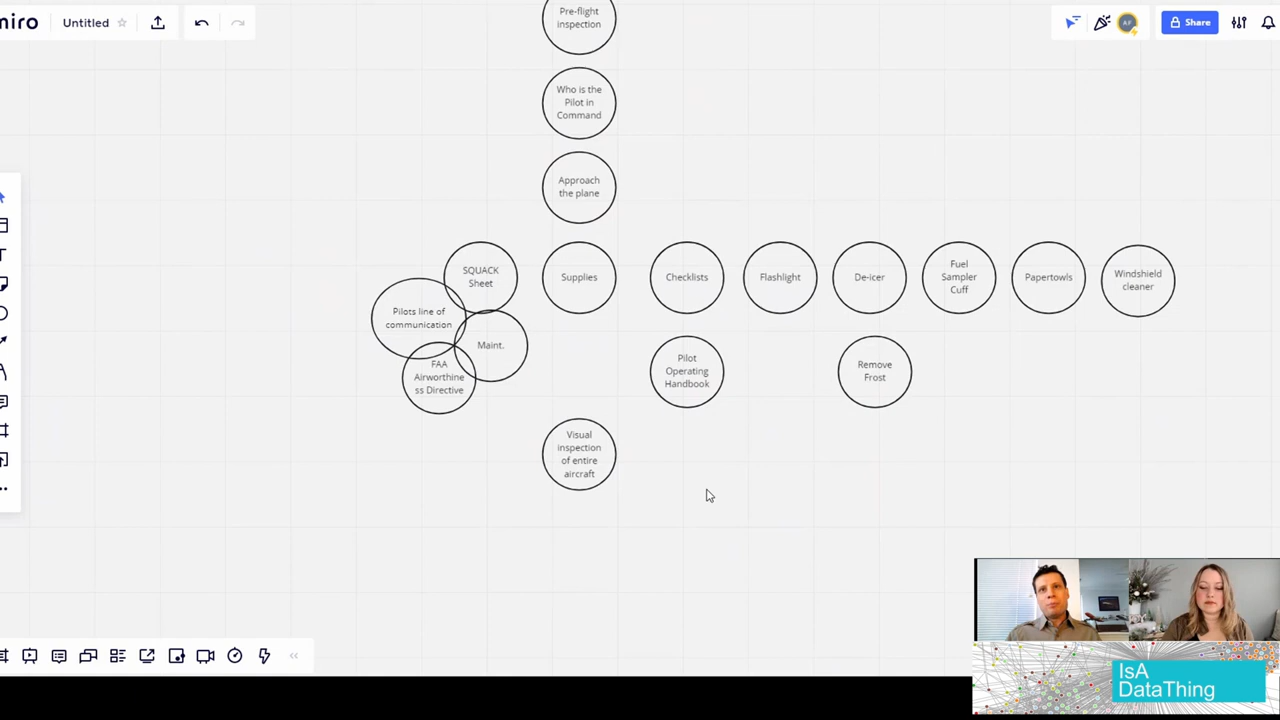 miro
Untitled
AP
Share
Pre-flight
inspection
Who is the
Pilot in
Command
Approach
the plane
SQUACK
Sheet
Supplies
Checklists
Flashlight
De-icer
Fuel
Sampler
Cuff
Papertowls
Windshield
cleaner
Pilots line of
communication
Maint.
FAA
Airworthine
ss Directive
Pilot
Operating
Handbook
Remove
Frost
Visual
inspection
of entire
aircraft
IsA
DataThing